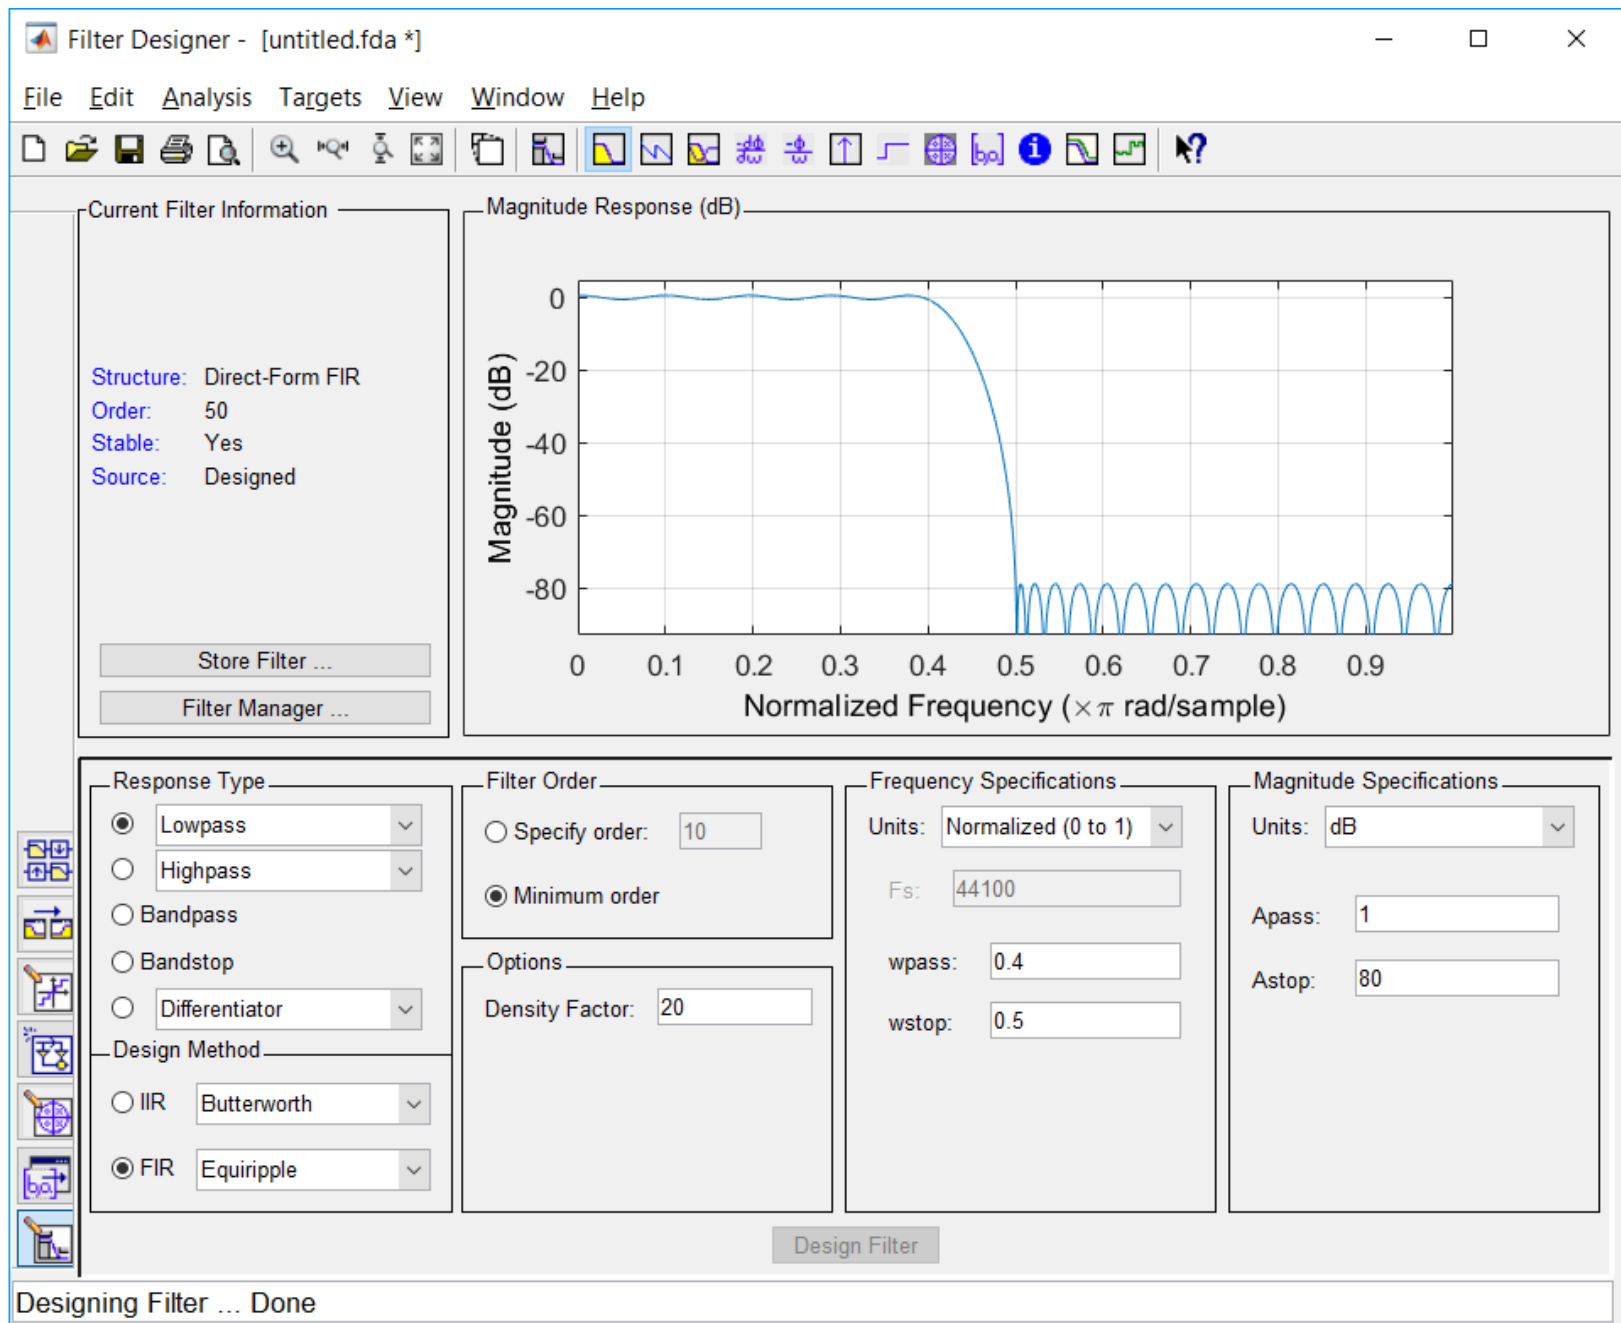 Filter Designer - [untitled.fda *]
File Edit Analysis Targets View Window Help
Current Filter Information
Structure: Direct-Form FIR
Order: 50
Stable: Yes
Source: Designed
Store Filter ...
Filter Manager ...
Magnitude Response (dB)
Magnitude (dB)
0
-20
-40
-60
-80
0 0.1 0.2 0.3 0.4 0.5 0.6 0.7 0.8 0.9
Normalized Frequency (×π rad/sample)
Response Type
Lowpass
Highpass
Bandpass
Bandstop
Differentiator
Design Method
IIR Butterworth
FIR Equiripple
Filter Order
Specify order: 10
Minimum order
Options
Density Factor: 20
Frequency Specifications
Units: Normalized (0 to 1)
Fs: 44100
wpass: 0.4
wstop: 0.5
Magnitude Specifications
Units: dB
Apass: 1
Astop: 80
Design Filter
Designing Filter ... Done